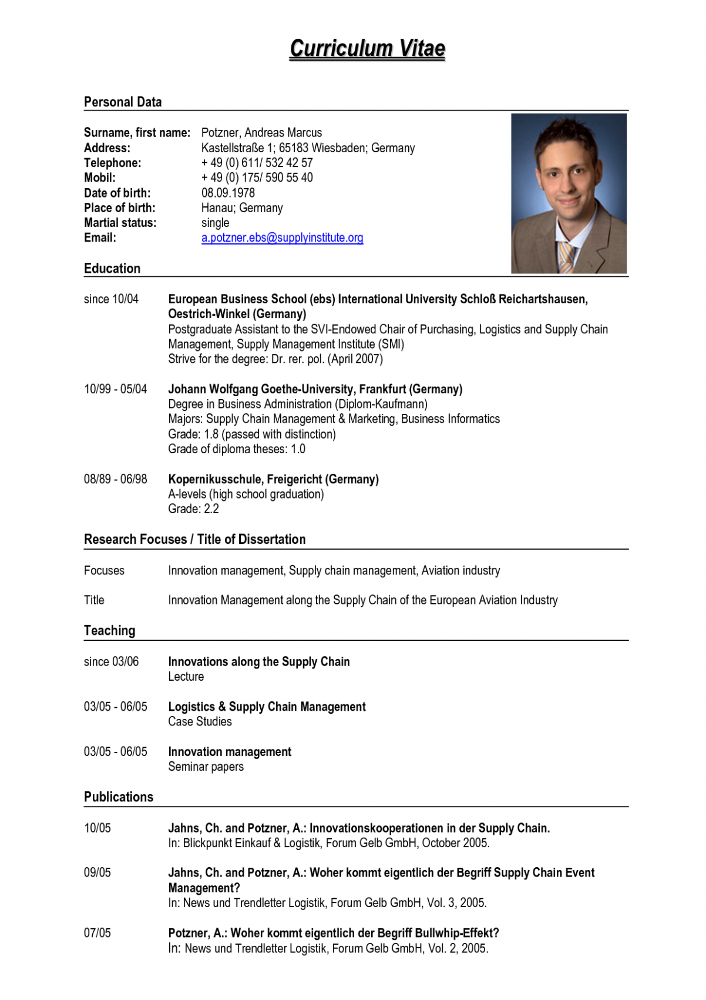 Curriculum Vitae
Personal Data
Surname, first name: Potzner, Andreas Marcus
Address: Kastellstraße 1; 65183 Wiesbaden; Germany
Telephone: + 49 (0) 611/ 532 42 57
Mobil: + 49 (0) 175/ 590 55 40
Date of birth: 08.09.1978
Place of birth: Hanau; Germany
Martial status: single
Email: a.potzner.ebs@supplyinstitute.org
Education
since 10/04 European Business School (ebs) International University Schloß Reichartshausen,
Oestrich-Winkel (Germany)
Postgraduate Assistant to the SVI-Endowed Chair of Purchasing, Logistics and Supply Chain
Management, Supply Management Institute (SMI)
Strive for the degree: Dr. rer. pol. (April 2007)
10/99 - 05/04 Johann Wolfgang Goethe-University, Frankfurt (Germany)
Degree in Business Administration (Diplom-Kaufmann)
Majors: Supply Chain Management & Marketing, Business Informatics
Grade: 1.8 (passed with distinction)
Grade of diploma theses: 1.0
08/89 - 06/98 Kopernikusschule, Freigericht (Germany)
A-levels (high school graduation)
Grade: 2.2
Research Focuses / Title of Dissertation
Focuses Innovation management, Supply chain management, Aviation industry
Title Innovation Management along the Supply Chain of the European Aviation Industry
Teaching
since 03/06 Innovations along the Supply Chain
Lecture
03/05 - 06/05 Logistics & Supply Chain Management
Case Studies
03/05 - 06/05 Innovation management
Seminar papers
Publications
10/05 Jahns, Ch. and Potzner, A.: Innovationskooperationen in der Supply Chain.
In: Blickpunkt Einkauf & Logistik, Forum Gelb GmbH, October 2005.
09/05 Jahns, Ch. and Potzner, A.: Woher kommt eigentlich der Begriff Supply Chain Event
Management?
In: News und Trendletter Logistik, Forum Gelb GmbH, Vol. 3, 2005.
07/05 Potzner, A.: Woher kommt eigentlich der Begriff Bullwhip-Effekt?
In: News und Trendletter Logistik, Forum Gelb GmbH, Vol. 2, 2005.